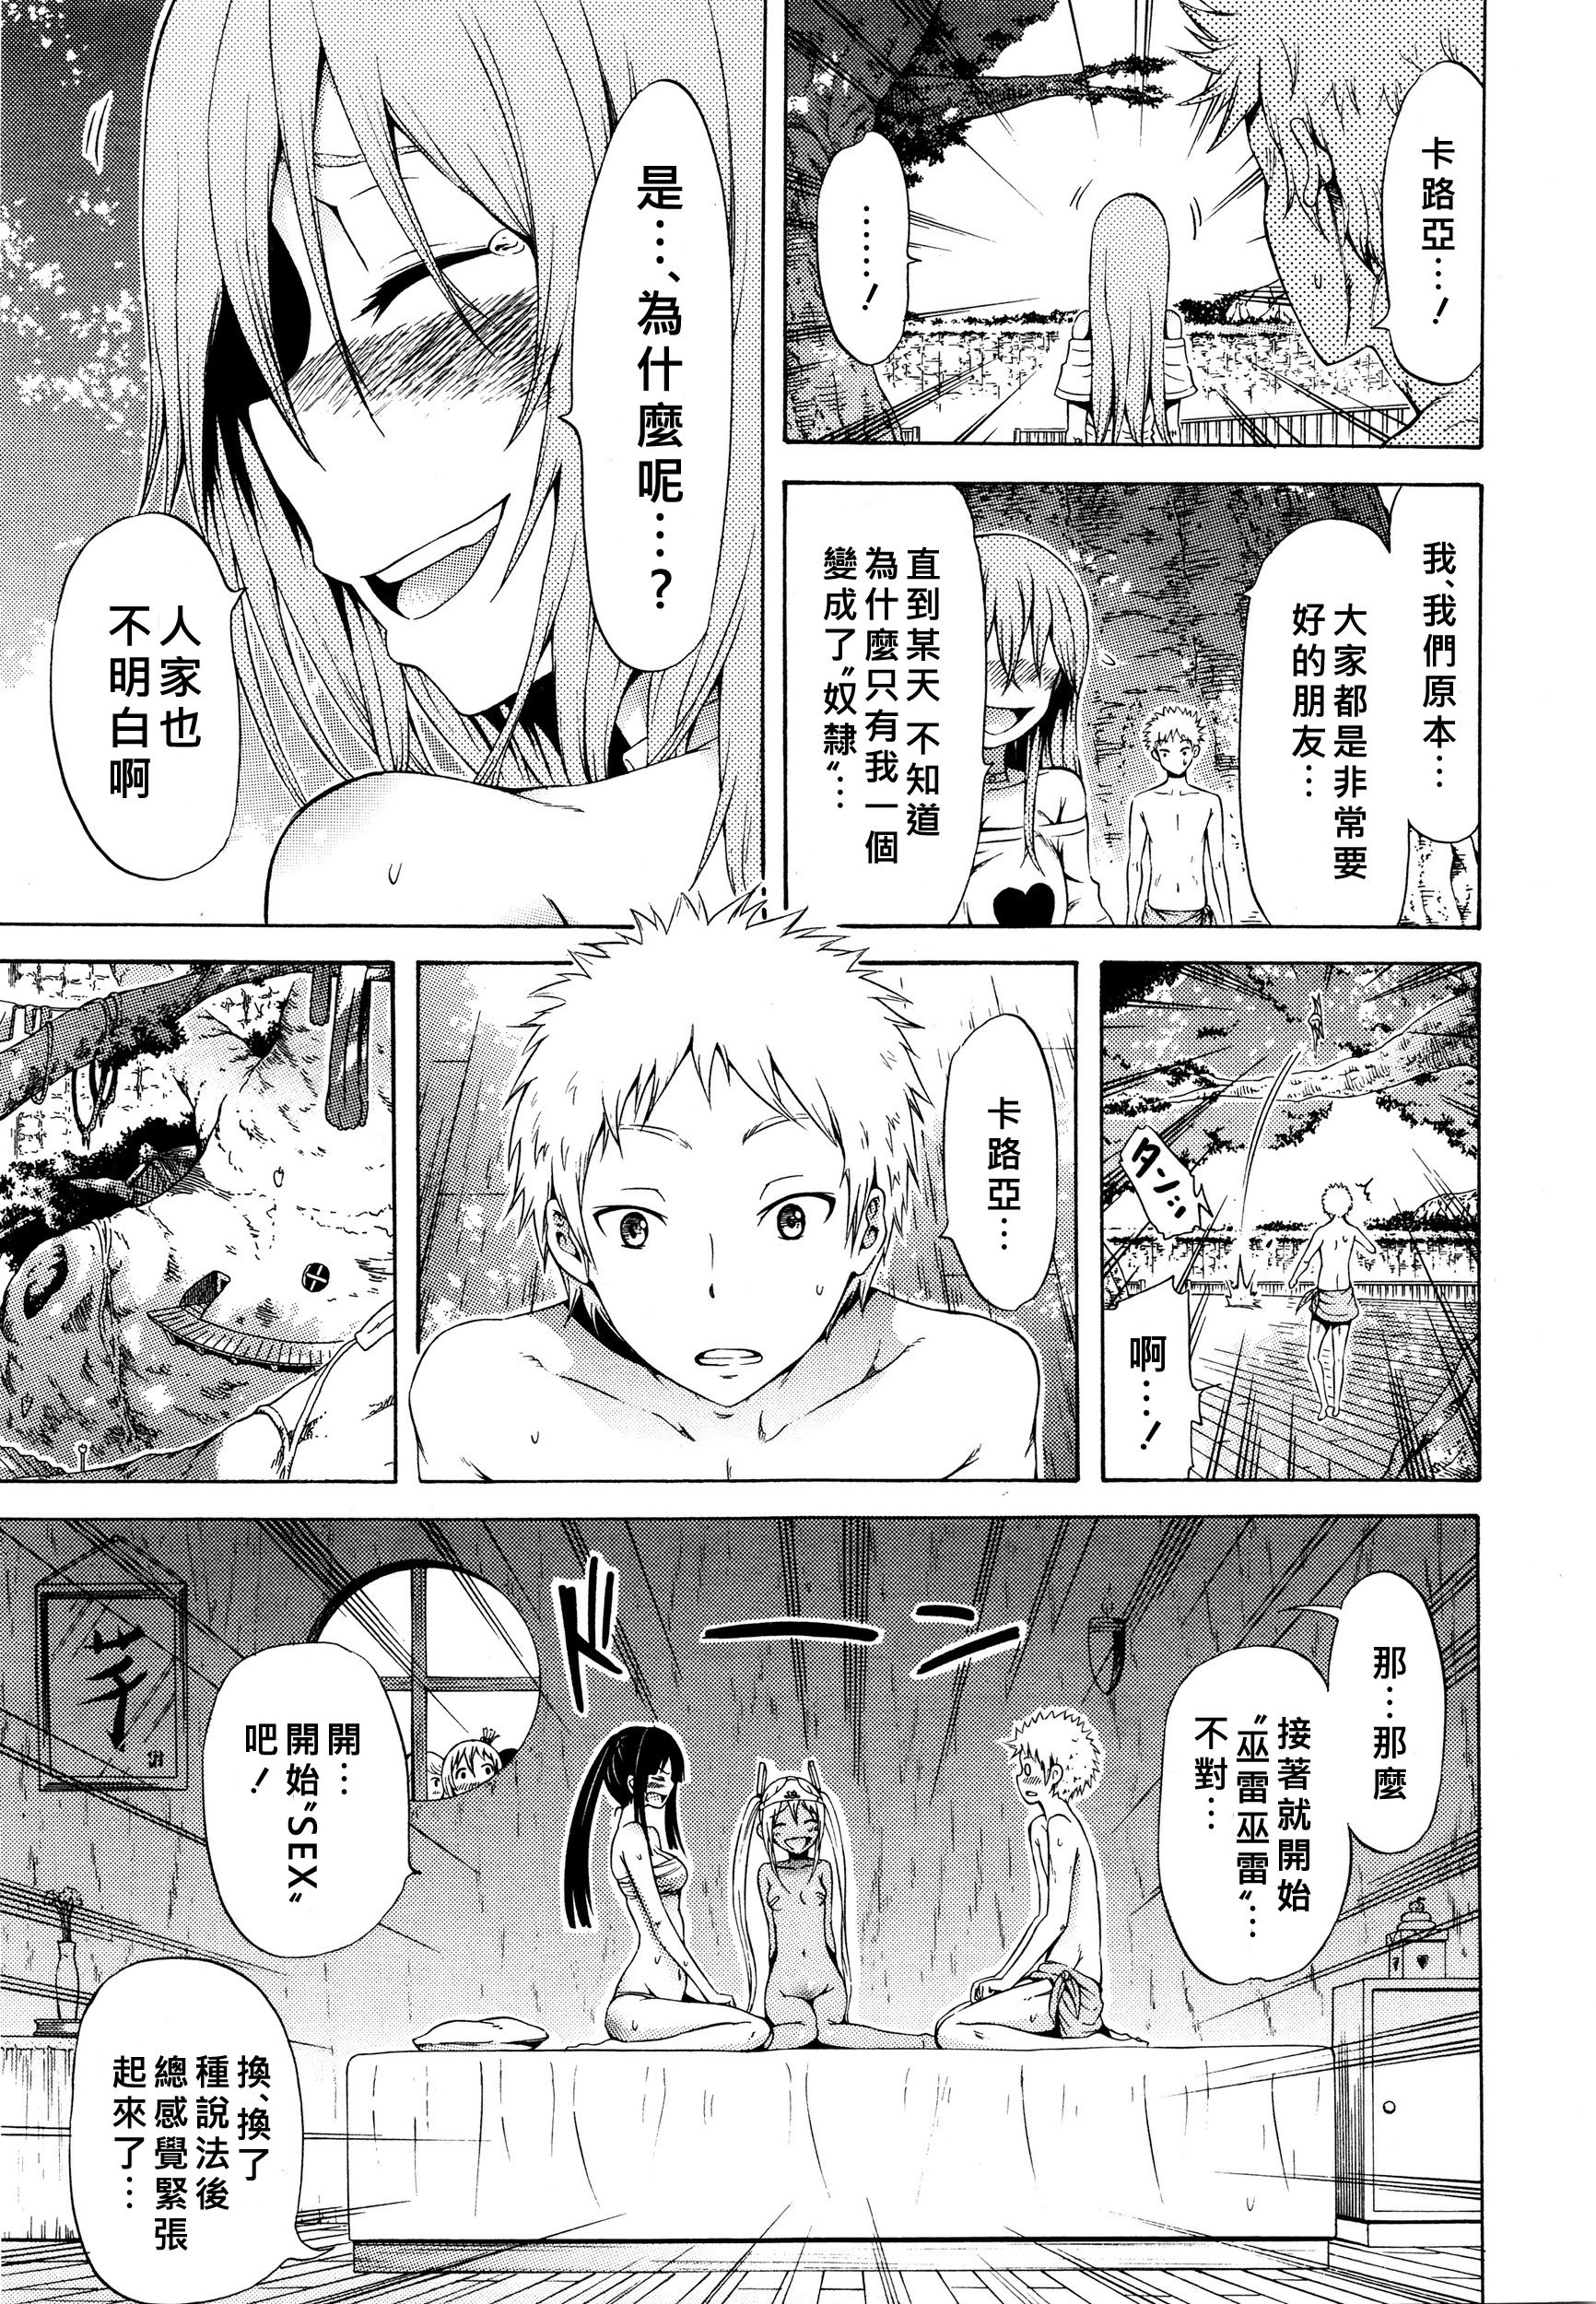 卡路亞…!
……!
我、我們原本…
大家都是非常要
好的朋友…
直到某天 不知道
為什麼只有我一個
變成了〝奴隸〞…
是…、為什麼呢…?
人家也
不明白啊
タン‥
啊…!
卡路亞…
ドーン
芊
那…那麼
接著就開始
〝巫雷巫雷〞…
不對…
開…
開始〝SEX〞
吧!
換、換了
種說法後
總感覺緊張
起來了…